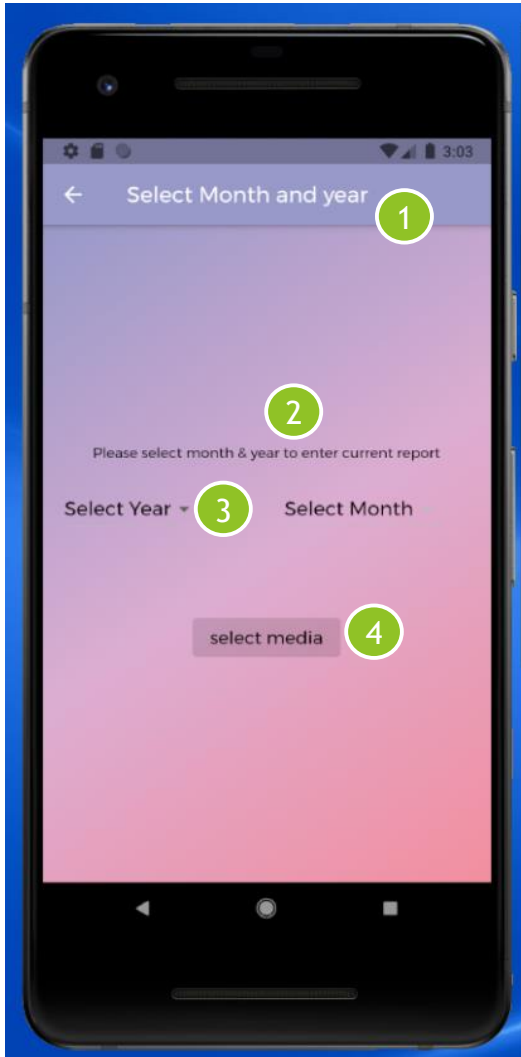 3:03
Select Month and year
1
2
Please select month & year to enter current report
Select Year
3
Select Month
select media
4